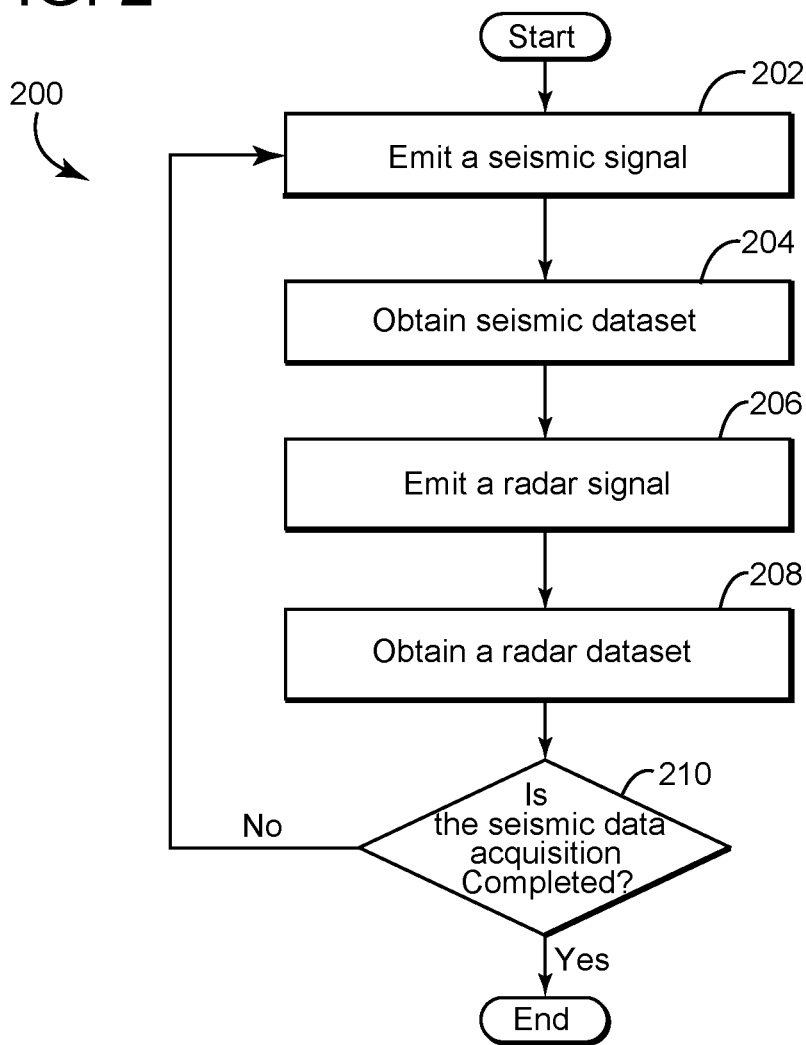 Start
200
202
Emit a seismic signal
204
Obtain seismic dataset
206
Emit a radar signal
208
Obtain a radar dataset
210
Is
the seismic data
acquisition
Completed?
No
Yes
End